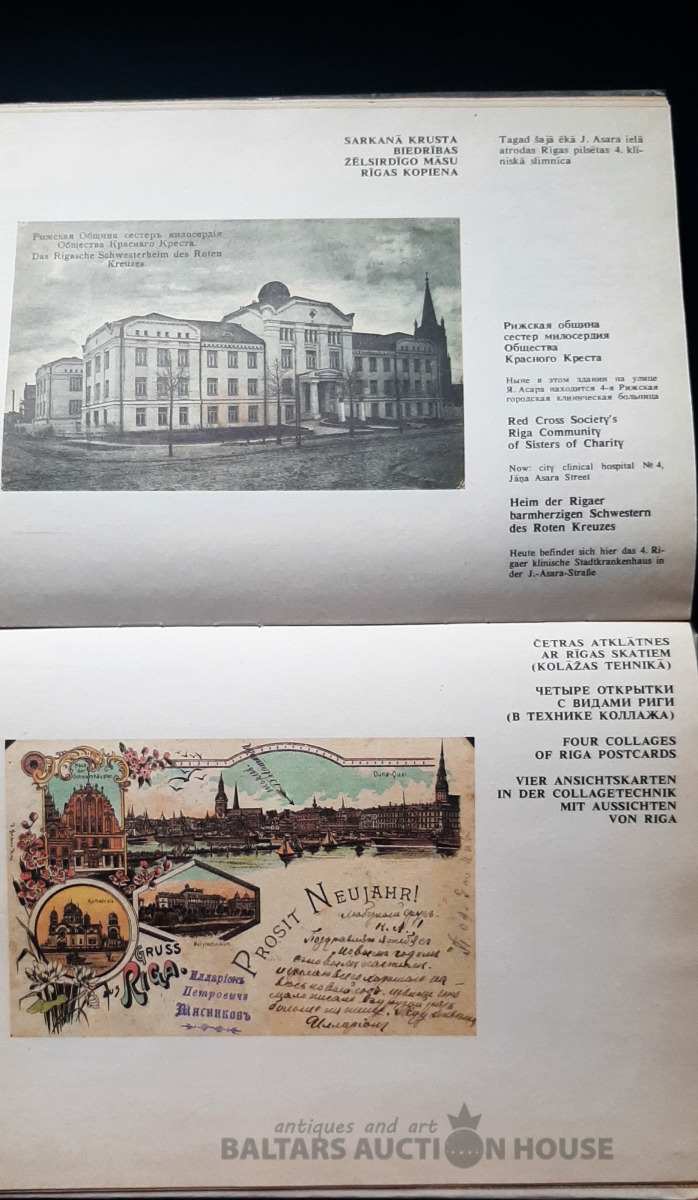 SARKANĀ KRUSTA
BIEDRĪBAS
ŽĒLSIRDĪGO MĀSU
RĪGAS KOPIENA
Tagad šajā ēkā J. Asara ielā
atrodas Rīgas pilsētas 4. klī-
niskā slimnīca
Рижская Община сестеръ милосердія
Общества Краснаго Креста.
Das Rigasche Schwesterheim des Roten
Kreuzes.
Рижская община
сестер милосердия
Общества
Красного Креста
Ныне в этом здании на улице
Я. Асара находится 4-я Рижская
городская клиническая больница
Red Cross Society's
Riga Community
of Sisters of Charity
Now: city clinical hospital № 4,
Jāņa Asara Street
Heim der Rigaer
barmherzigen Schwestern
des Roten Kreuzes
Heute befindet sich hier das 4. Ri-
gaer klinische Stadtkrankenhaus in
der J.-Asara-Straße
ČETRAS ATKLĀTNES
AR RĪGAS SKATIEM
(KOLĀŽAS TEHNIKĀ)
ЧЕТЫРЕ ОТКРЫТКИ
С ВИДАМИ РИГИ
(В ТЕХНИКЕ КОЛЛАЖА)
FOUR COLLAGES
OF RIGA POSTCARDS
VIER ANSICHTSKARTEN
IN DER COLLAGETECHNIK
MIT AUSSICHTEN
VON RIGA
Haus
der
Schwarzhäupter
Düna-Quai
Kathedrale
Polytechnikum
GRUSS
aus RIGA
PROSIT NEUJAHR!
Илларіонъ
Петровичъ
Мясниковъ
Илларіонъ
antiques and art
BALTARS AUCTION HOUSE